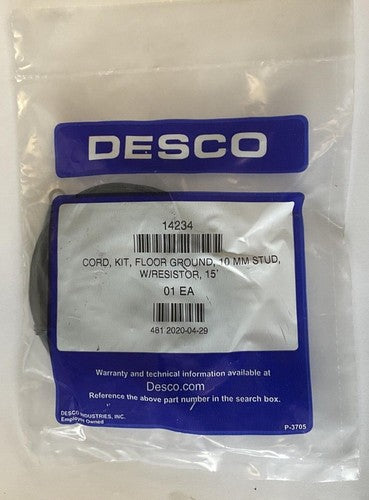 DESCO
14234
CORD, KIT, FLOOR GROUND, 10 MM STUD,
W/RESISTOR, 15'
01 EA
481 2020-04-29
Warranty and technical information available at
Desco.com
Reference the above part number in the search box.
DESCO INDUSTRIES, INC.
Employee Owned
P-3705